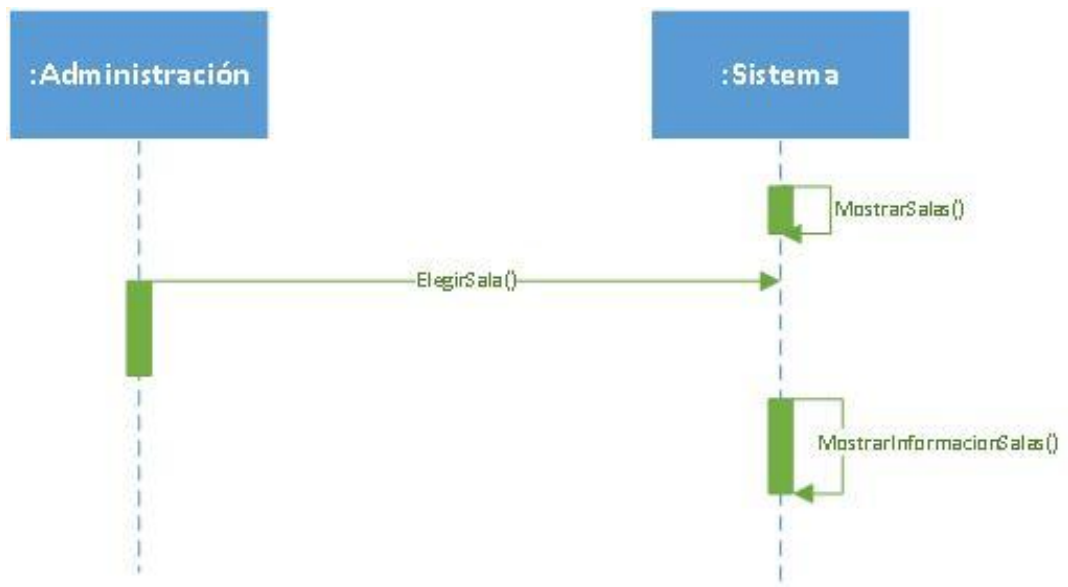 :Administración
:Sistema
MostrarSalas()
ElegirSala()
MostrarInformacionSalas()